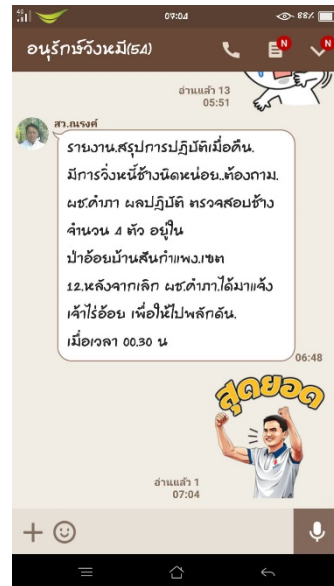 4G 07:04 88%
อนุรักษ์วังหมี(54)
N N
อ่านแล้ว 13
05:51
สว.ณรงค์
รายงาน.สรุปการปฏิบัติเมื่อคืน.
มีการวิ่งหนี้ช้างนิดหน่อย..ต้องถาม.
ผช.คำภา ผลปฏิบัติ ตรวจสอบช้าง
จำนวน 4 ตัว อยู่ใน
ป่าอ้อยบ้านสันกำแพง.เขต
12.หลังจากเลิก ผช.คำภา.ได้มาแจ้ง
เจ้าไร่อ้อย เพื่อให้ไปพลักดัน.
เมื่อเวลา 00.30 น
06:48
สุดยอด
อ่านแล้ว 1
07:04